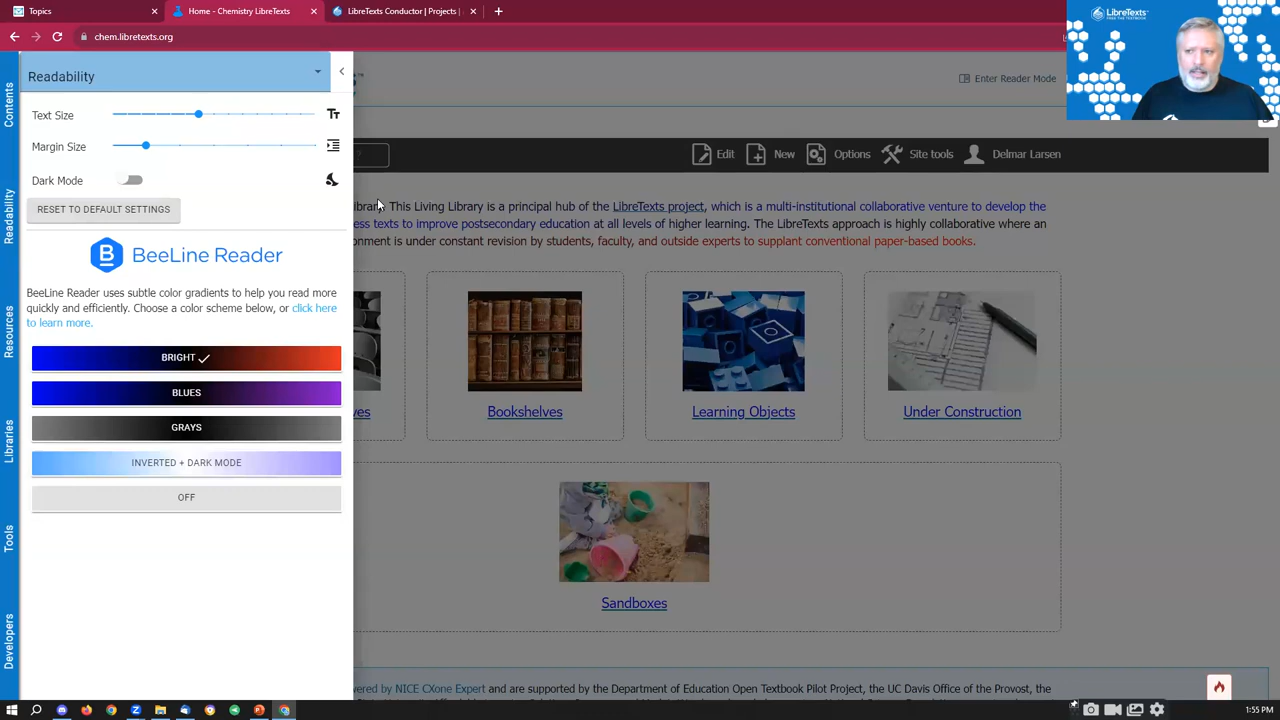 Topics
Home - Chemistry LibreTexts
LibreTexts Conductor | Projects |
chem.libretexts.org
LibreTexts
FREE THE TEXTBOOK
Contents
Readability
Resources
Libraries
Tools
Developers
Readability
Text Size
Margin Size
Dark Mode
RESET TO DEFAULT SETTINGS
BeeLine Reader
BeeLine Reader uses subtle color gradients to help you read more
quickly and efficiently. Choose a color scheme below, or click here
to learn more.
BRIGHT
BLUES
GRAYS
INVERTED + DARK MODE
OFF
Enter Reader Mode
Edit
New
Options
Site tools
Delmar Larsen
library. This Living Library is a principal hub of the LibreTexts project, which is a multi-institutional collaborative venture to develop the
ess texts to improve postsecondary education at all levels of higher learning. The LibreTexts approach is highly collaborative where an
onment is under constant revision by students, faculty, and outside experts to supplant conventional paper-based books.
ves
Bookshelves
Learning Objects
Under Construction
Sandboxes
wered by NICE CXone Expert and are supported by the Department of Education Open Textbook Pilot Project, the UC Davis Office of the Provost, the
1:55 PM